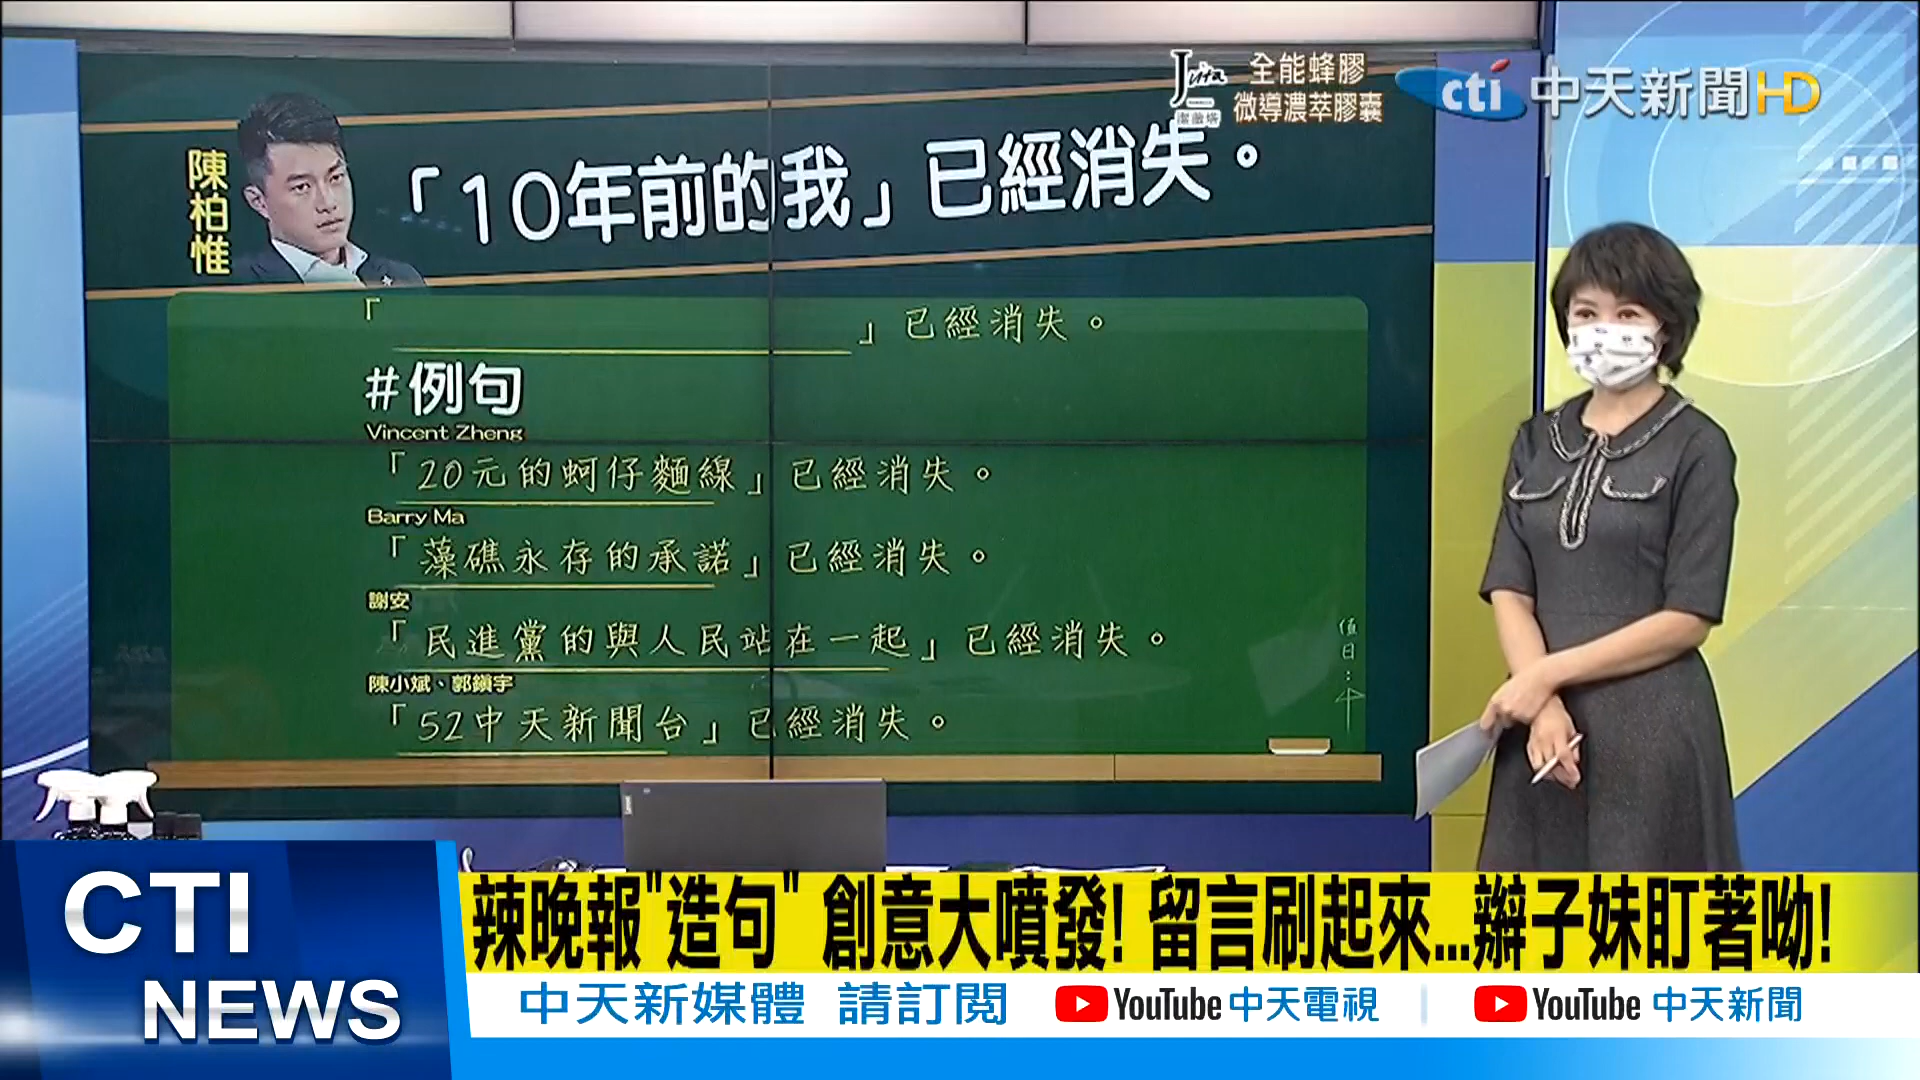 Jvita 全能蜂膠
潔薇塔 微導濃萃膠囊
cti 中天新聞HD
陳柏惟
「10年前的我」已經消失。
「 」已經消失。
#例句
Vincent Zheng
「20元的蚵仔麵線」已經消失。
Barry Ma
「藻礁永存的承諾」已經消失。
謝安
「民進黨的與人民站在一起」已經消失。
陳小斌、郭鎮宇
「52中天新聞台」已經消失。
值日:
CTI
NEWS
辣晚報"造句" 創意大噴發! 留言刷起來...辮子妹盯著呦!
中天新媒體 請訂閱 YouTube 中天電視 YouTube 中天新聞